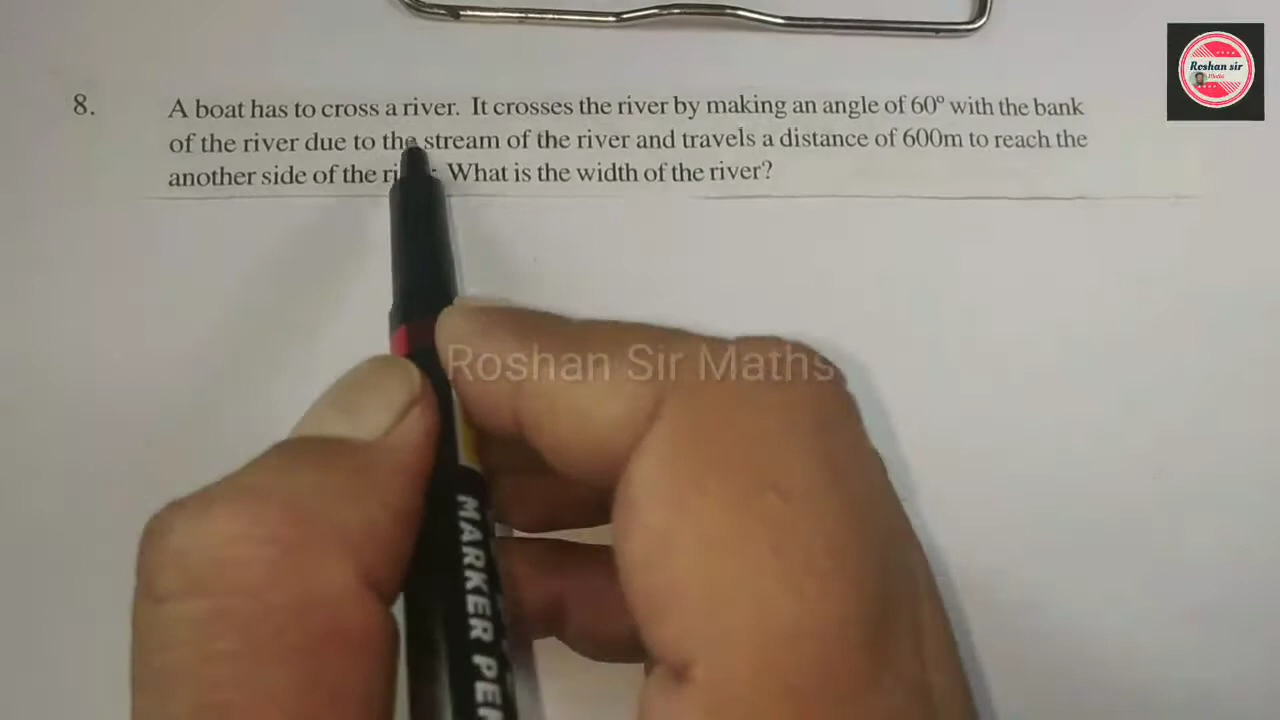 8. A boat has to cross a river. It crosses the river by making an angle of 60° with the bank
of the river due to the stream of the river and travels a distance of 600m to reach the
another side of the What is the width of the river?
Roshan sir
Media
Roshan Sir Maths
MARKER PEN